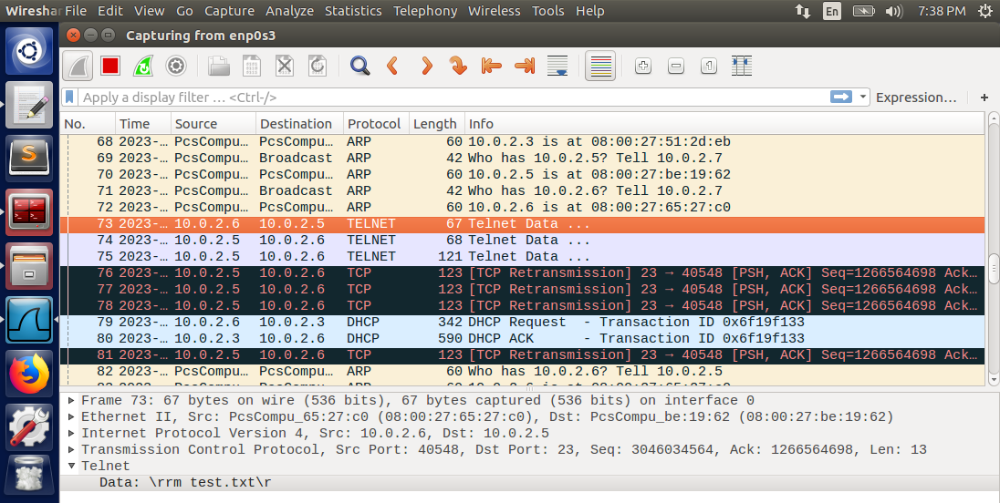 Wireshar File Edit View Go Capture Analyze Statistics Telephony Wireless Tools Help En 7:38 PM
Capturing from enp0s3
Apply a display filter … <Ctrl-/> Expression… +
No. Time Source Destination Protocol Length Info
68 2023-… PcsCompu… PcsCompu… ARP 60 10.0.2.3 is at 08:00:27:51:2d:eb
69 2023-… PcsCompu… Broadcast ARP 42 Who has 10.0.2.5? Tell 10.0.2.7
70 2023-… PcsCompu… PcsCompu… ARP 60 10.0.2.5 is at 08:00:27:be:19:62
71 2023-… PcsCompu… Broadcast ARP 42 Who has 10.0.2.6? Tell 10.0.2.7
72 2023-… PcsCompu… PcsCompu… ARP 60 10.0.2.6 is at 08:00:27:65:27:c0
73 2023-… 10.0.2.6 10.0.2.5 TELNET 67 Telnet Data ...
74 2023-… 10.0.2.5 10.0.2.6 TELNET 68 Telnet Data ...
75 2023-… 10.0.2.5 10.0.2.6 TELNET 121 Telnet Data ...
76 2023-… 10.0.2.5 10.0.2.6 TCP 123 [TCP Retransmission] 23 → 40548 [PSH, ACK] Seq=1266564698 Ack…
77 2023-… 10.0.2.5 10.0.2.6 TCP 123 [TCP Retransmission] 23 → 40548 [PSH, ACK] Seq=1266564698 Ack…
78 2023-… 10.0.2.5 10.0.2.6 TCP 123 [TCP Retransmission] 23 → 40548 [PSH, ACK] Seq=1266564698 Ack…
79 2023-… 10.0.2.6 10.0.2.3 DHCP 342 DHCP Request - Transaction ID 0x6f19f133
80 2023-… 10.0.2.3 10.0.2.6 DHCP 590 DHCP ACK - Transaction ID 0x6f19f133
81 2023-… 10.0.2.5 10.0.2.6 TCP 123 [TCP Retransmission] 23 → 40548 [PSH, ACK] Seq=1266564698 Ack…
82 2023-… PcsCompu… PcsCompu… ARP 60 Who has 10.0.2.6? Tell 10.0.2.5
Frame 73: 67 bytes on wire (536 bits), 67 bytes captured (536 bits) on interface 0
Ethernet II, Src: PcsCompu_65:27:c0 (08:00:27:65:27:c0), Dst: PcsCompu_be:19:62 (08:00:27:be:19:62)
Internet Protocol Version 4, Src: 10.0.2.6, Dst: 10.0.2.5
Transmission Control Protocol, Src Port: 40548, Dst Port: 23, Seq: 3046034564, Ack: 1266564698, Len: 13
Telnet
Data: \rrm test.txt\r